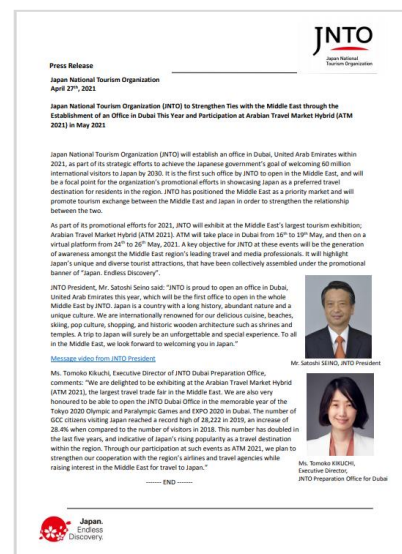 JNTO
Japan National
Tourism Organization
Press Release
Japan National Tourism Organization
April 27th, 2021
Japan National Tourism Organization (JNTO) to Strengthen Ties with the Middle East through the
Establishment of an Office in Dubai This Year and Participation at Arabian Travel Market Hybrid (ATM
2021) in May 2021
Japan National Tourism Organization (JNTO) will establish an office in Dubai, United Arab Emirates within
2021, as part of its strategic efforts to achieve the Japanese government's goal of welcoming 60 million
international visitors to Japan by 2030. It is the first such office by JNTO to open in the Middle East, and will
be a focal point for the organization's promotional efforts in showcasing Japan as a preferred travel
destination for residents in the region. JNTO has positioned the Middle East as a priority market and will
promote tourism exchange between the Middle East and Japan in order to strengthen the relationship
between the two.
As part of its promotional efforts for 2021, JNTO will exhibit at the Middle East's largest tourism exhibition;
Arabian Travel Market Hybrid (ATM 2021). ATM will take place in Dubai from 16th to 19th May, and then on a
virtual platform from 24th to 26th May, 2021. A key objective for JNTO at these events will be the generation
of awareness amongst the Middle East region's leading travel and media professionals. It will highlight
Japan's unique and diverse tourist attractions, that have been collectively assembled under the promotional
banner of "Japan. Endless Discovery".
JNTO President, Mr. Satoshi Seino said: "JNTO is proud to open an office in Dubai,
United Arab Emirates this year, which will be the first office to open in the whole
Middle East by JNTO. Japan is a country with a long history, abundant nature and a
unique culture. We are internationally renowned for our delicious cuisine, beaches,
skiing, pop culture, shopping, and historic wooden architecture such as shrines and
temples. A trip to Japan will surely be an unforgettable and special experience. To all
in the Middle East, we look forward to welcoming you in Japan."
Message video from JNTO President
Mr. Satoshi SEINO, JNTO President
Ms. Tomoko Kikuchi, Executive Director of JNTO Dubai Preparation Office,
comments: "We are delighted to be exhibiting at the Arabian Travel Market Hybrid
(ATM 2021), the largest travel trade fair in the Middle East. We are also very
honoured to be able to open the JNTO Dubai Office in the memorable year of the
Tokyo 2020 Olympic and Paralympic Games and EXPO 2020 in Dubai. The number of
GCC citizens visiting Japan reached a record high of 28,222 in 2019, an increase of
28.4% when compared to the number of visitors in 2018. This number has doubled in
the last five years, and indicative of Japan's rising popularity as a travel destination
within the region. Through our participation at such events as ATM 2021, we plan to
strengthen our cooperation with the region's airlines and travel agencies while
raising interest in the Middle East for travel to Japan."
Ms. Tomoko KIKUCHI,
Executive Director,
JNTO Preparation Office for Dubai
------- END -------
Japan.
Endless
Discovery.